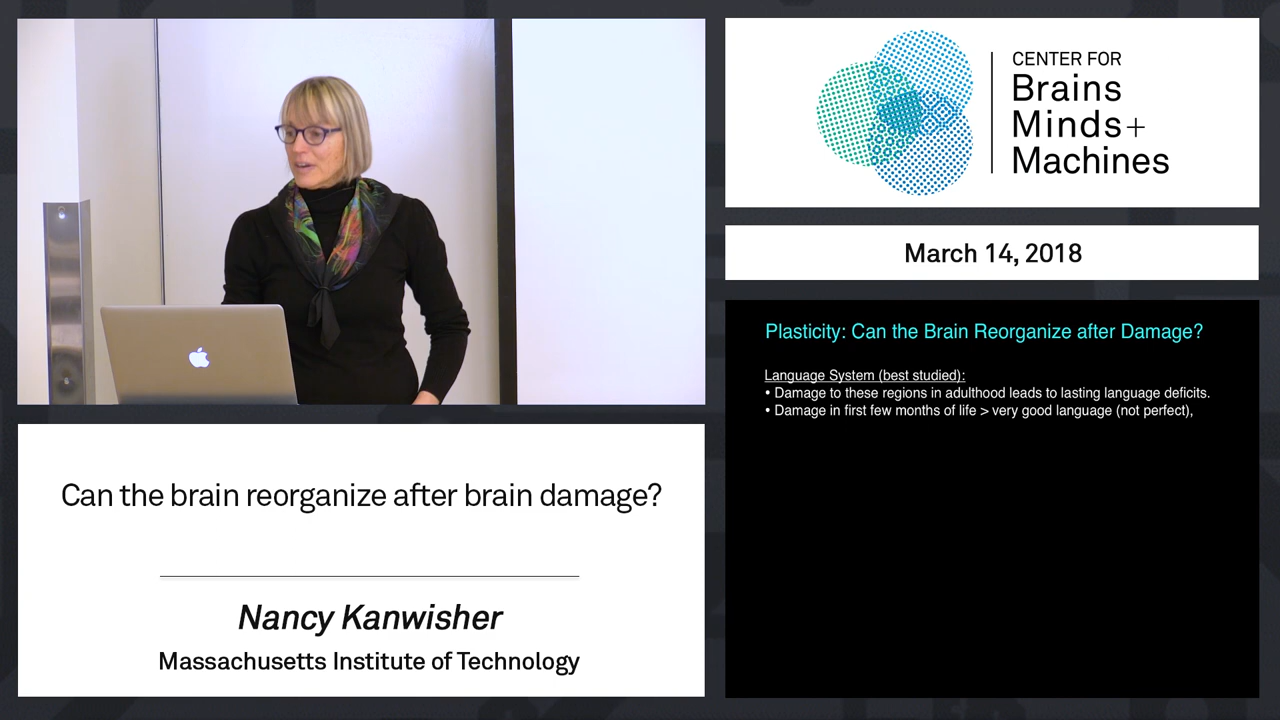 CENTER FOR
Brains
Minds+
Machines
March 14, 2018
Plasticity: Can the Brain Reorganize after Damage?
Language System (best studied):
• Damage to these regions in adulthood leads to lasting language deficits.
• Damage in first few months of life > very good language (not perfect),
Can the brain reorganize after brain damage?
Nancy Kanwisher
Massachusetts Institute of Technology